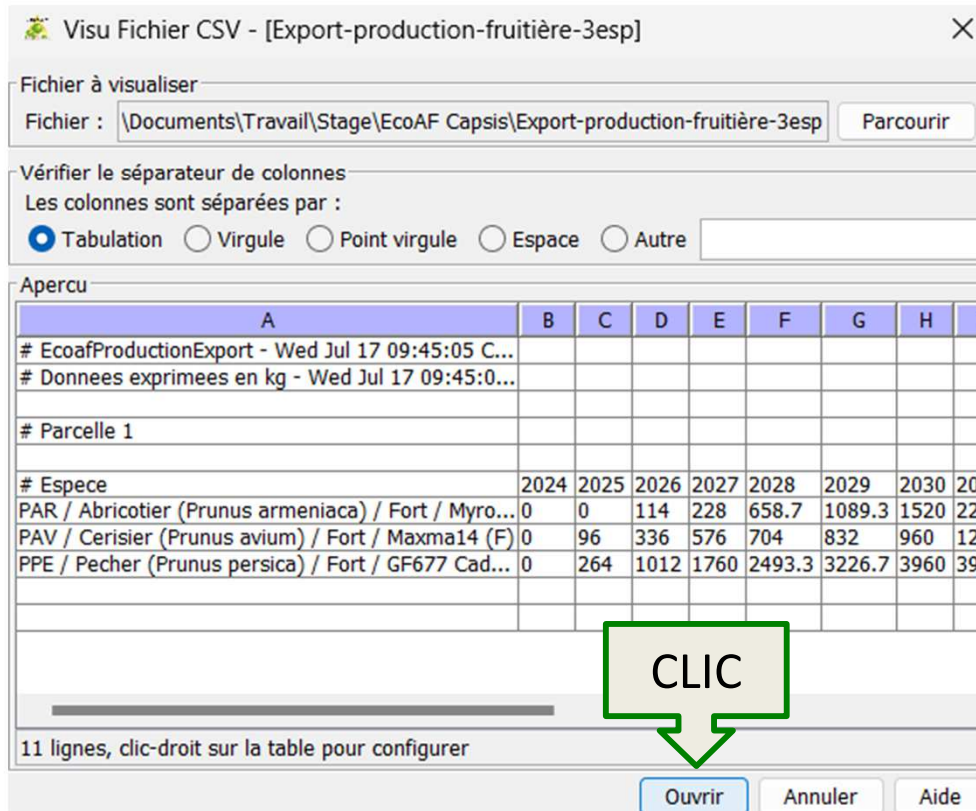 Visu Fichier CSV - [Export-production-fruitière-3esp]
Fichier à visualiser
Fichier : \Documents\Travail\Stage\EcoAF Capsis\Export-production-fruitière-3esp Parcourir
Vérifier le séparateur de colonnes
Les colonnes sont séparées par :
Tabulation Virgule Point virgule Espace Autre
Apercu
A B C D E F G H
# EcoafProductionExport - Wed Jul 17 09:45:05 C...
# Donnees exprimees en kg - Wed Jul 17 09:45:0...
# Parcelle 1
# Espece 2024 2025 2026 2027 2028 2029 2030 20
PAR / Abricotier (Prunus armeniaca) / Fort / Myro... 0 0 114 228 658.7 1089.3 1520 22
PAV / Cerisier (Prunus avium) / Fort / Maxma14 (F) 0 96 336 576 704 832 960 12
PPE / Pecher (Prunus persica) / Fort / GF677 Cad... 0 264 1012 1760 2493.3 3226.7 3960 39
CLIC
11 lignes, clic-droit sur la table pour configurer
Ouvrir Annuler Aide